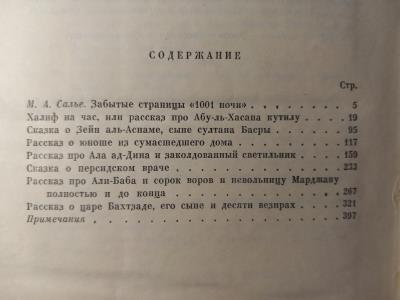 СОДЕРЖАНИЕ
Стр.
М. А. Салье. Забытые страницы «1001 ночи» . . . . . . . . 5
Халиф на час, или рассказ про Абу-ль-Хасана кутилу . . . . 19
Сказка о Зейн аль-Аснаме, сыне султана Басры . . . . . . 95
Рассказ о юноше из сумасшедшего дома . . . . . . . . . 117
Рассказ про Ала ад-Дина и заколдованный светильник . . . . 159
Сказка о персидском враче . . . . . . . . . . . . . 233
Рассказ про Али-Баба и сорок воров и невольницу Марджану
полностью и до конца . . . . . . . . . . . . . . 267
Рассказ о царе Бахтзаде, его сыне и десяти везирах . . . . . 321
Примечания . . . . . . . . . . . . . . . . . . 397